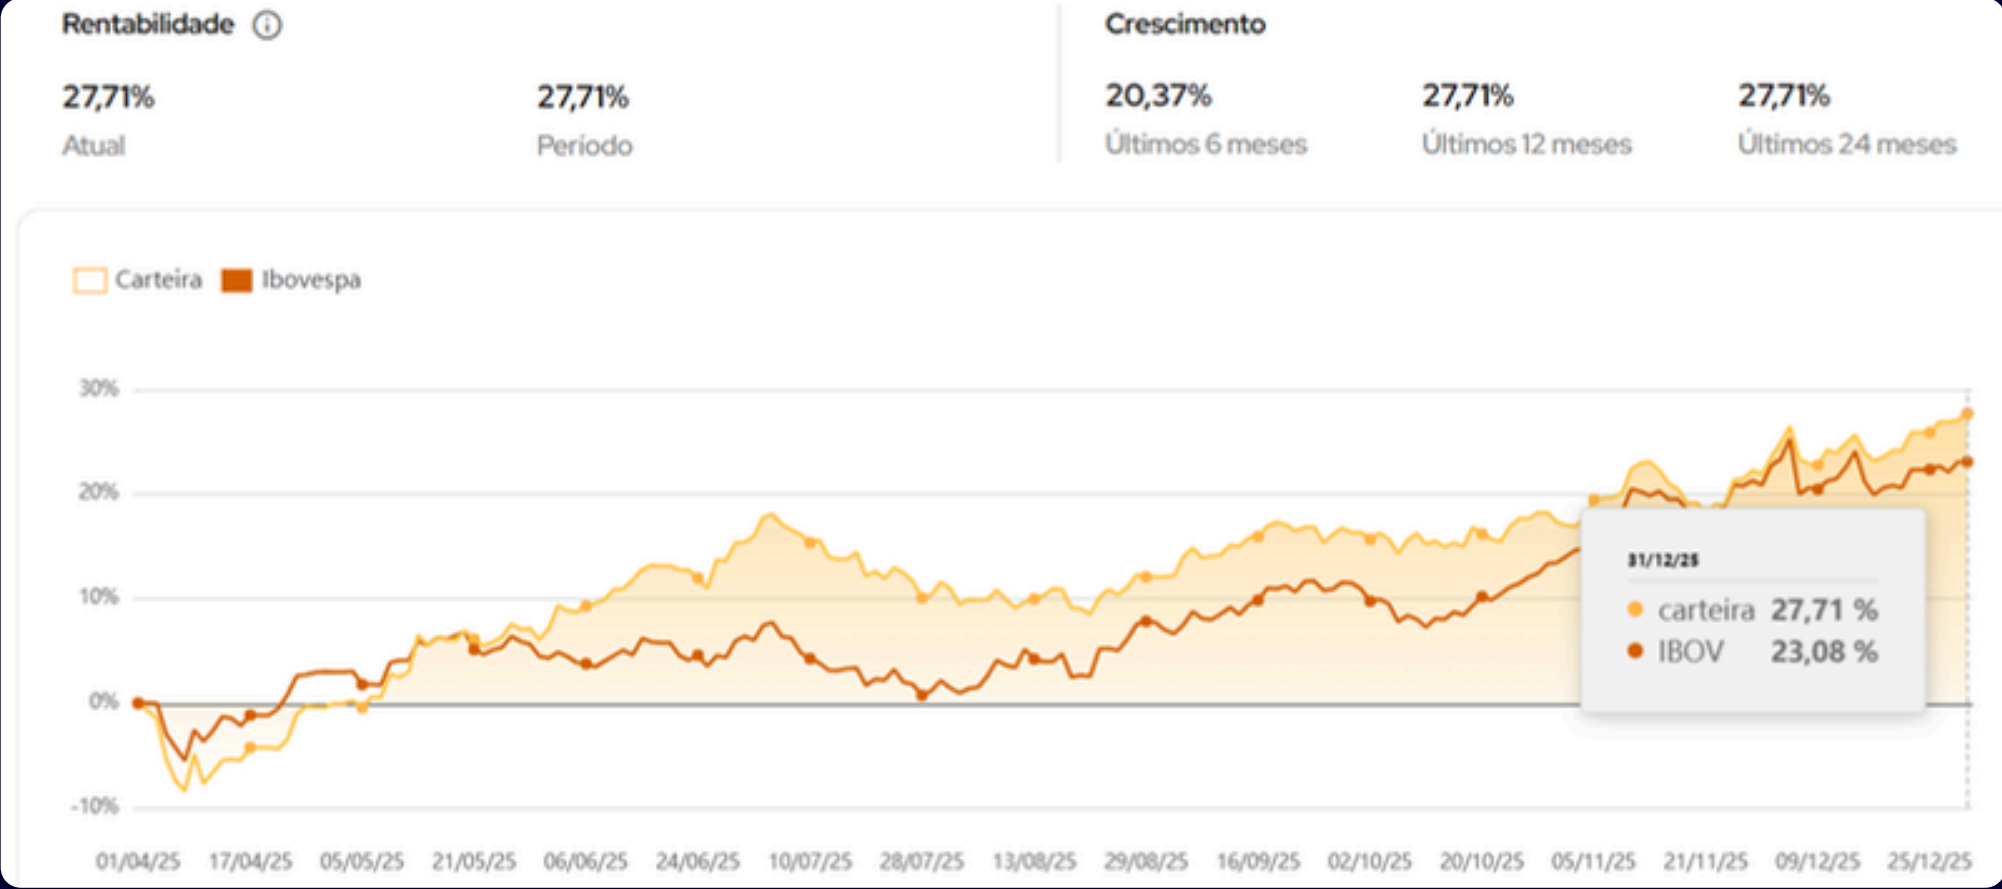 Rentabilidade
27,71%
Atual
27,71%
Período
Crescimento
20,37%
Últimos 6 meses
27,71%
Últimos 12 meses
27,71%
Últimos 24 meses
Carteira
Ibovespa
30%
20%
10%
0%
-10%
31/12/25
carteira 27,71 %
IBOV 23,08 %
01/04/25 17/04/25 05/05/25 21/05/25 06/06/25 24/06/25 10/07/25 28/07/25 13/08/25 29/08/25 16/09/25 02/10/25 20/10/25 05/11/25 21/11/25 09/12/25 25/12/25